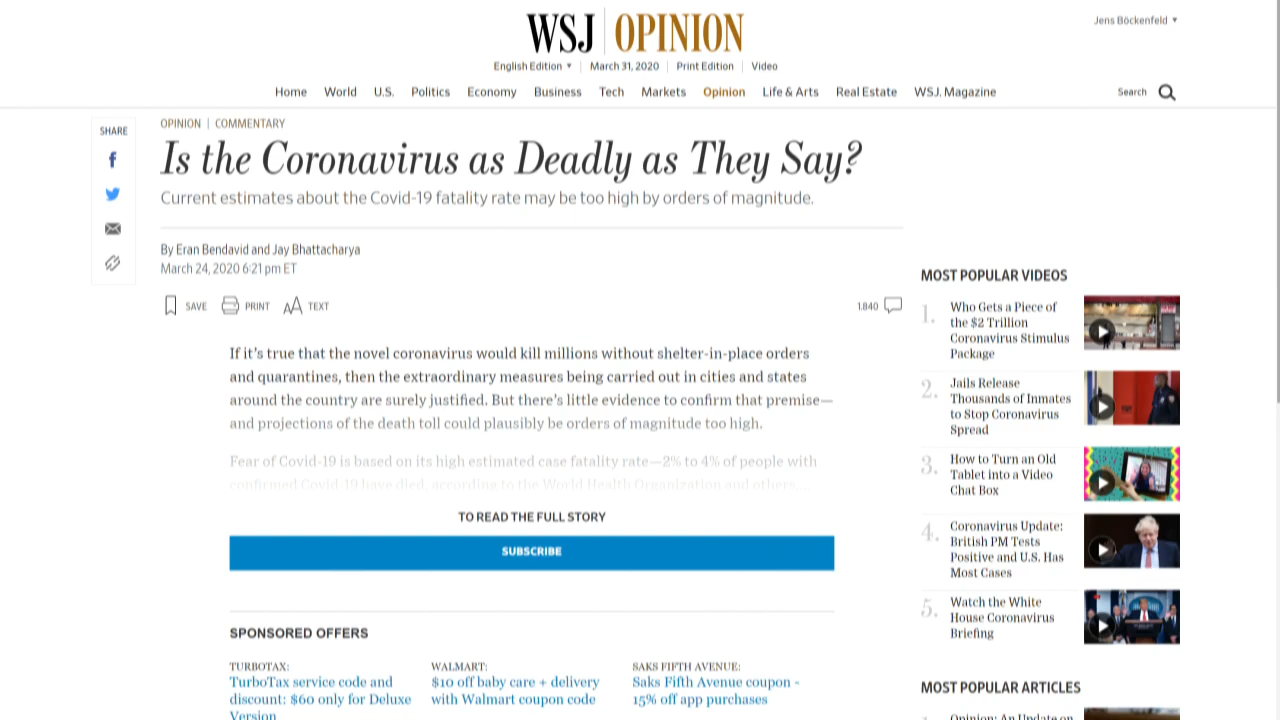 WSJ OPINION
Jens Böckenfeld ▼
English Edition ▼ | March 31, 2020 | Print Edition | Video
Home World U.S. Politics Economy Business Tech Markets Opinion Life & Arts Real Estate WSJ. Magazine Search
SHARE
OPINION | COMMENTARY
Is the Coronavirus as Deadly as They Say?
Current estimates about the Covid-19 fatality rate may be too high by orders of magnitude.
By Eran Bendavid and Jay Bhattacharya
March 24, 2020 6:21 pm ET
SAVE PRINT AA TEXT 1,840
If it's true that the novel coronavirus would kill millions without shelter-in-place orders
and quarantines, then the extraordinary measures being carried out in cities and states
around the country are surely justified. But there's little evidence to confirm that premise—
and projections of the death toll could plausibly be orders of magnitude too high.
Fear of Covid-19 is based on its high estimated case fatality rate—2% to 4% of people with
confirmed Covid-19 have died, according to the World Health Organization and others....
TO READ THE FULL STORY
SUBSCRIBE
SPONSORED OFFERS
TURBOTAX:
TurboTax service code and
discount: $60 only for Deluxe
Version
WALMART:
$10 off baby care + delivery
with Walmart coupon code
SAKS FIFTH AVENUE:
Saks Fifth Avenue coupon -
15% off app purchases
MOST POPULAR VIDEOS
1. Who Gets a Piece of
the $2 Trillion
Coronavirus Stimulus
Package
2. Jails Release
Thousands of Inmates
to Stop Coronavirus
Spread
3. How to Turn an Old
Tablet into a Video
Chat Box
4. Coronavirus Update:
British PM Tests
Positive and U.S. Has
Most Cases
5. Watch the White
House Coronavirus
Briefing
MOST POPULAR ARTICLES
Opinion: An Update on